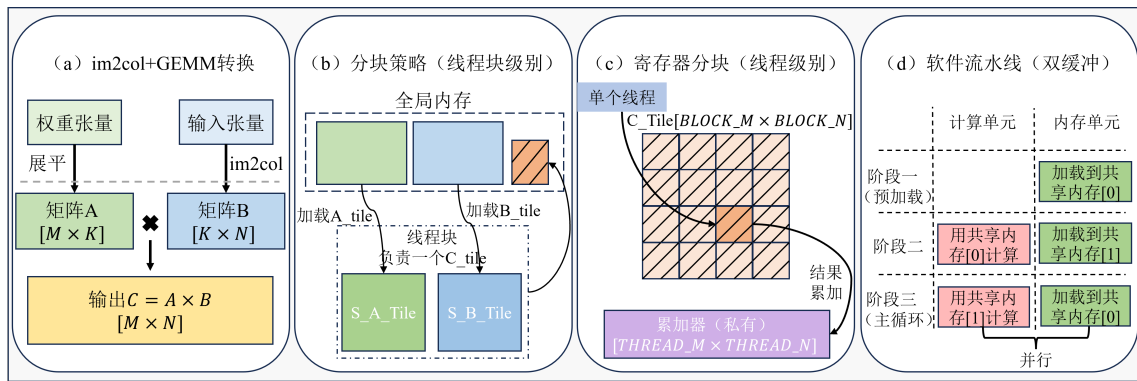 （a）im2col+GEMM转换
权重张量
输入张量
展平
im2col
矩阵A
[M × K]
矩阵B
[K × N]
输出C = A × B
[M × N]
（b）分块策略（线程块级别）
全局内存
加载A_tile
加载B_tile
线程块
负责一个C_tile
S_A_Tile
S_B_Tile
（c）寄存器分块（线程级别）
单个线程
C_Tile[BLOCK_M × BLOCK_N]
结果
累加
累加器（私有）
[THREAD_M × THREAD_N]
（d）软件流水线（双缓冲）
计算单元
内存单元
阶段一
（预加载）
加载到共
享内存[0]
阶段二
用共享内
存[0]计算
加载到共
享内存[1]
阶段三
（主循环）
用共享内
存[1]计算
加载到共
享内存[0]
并行